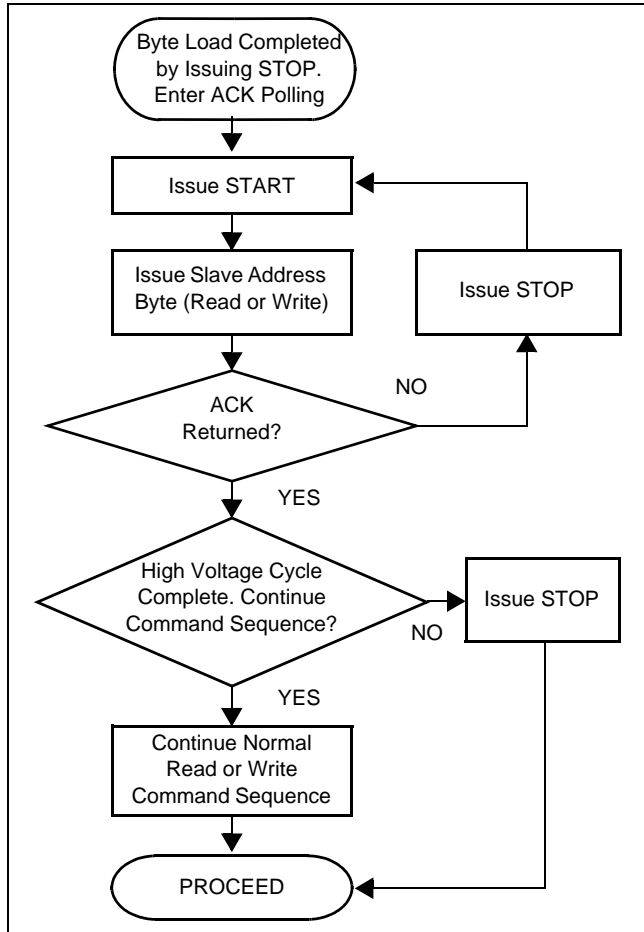 Byte Load Completed
by Issuing STOP.
Enter ACK Polling
Issue START
Issue Slave Address
Byte (Read or Write)
Issue STOP
NO
ACK
Returned?
YES
High Voltage Cycle
Complete. Continue
Command Sequence?
Issue STOP
NO
YES
Continue Normal
Read or Write
Command Sequence
PROCEED